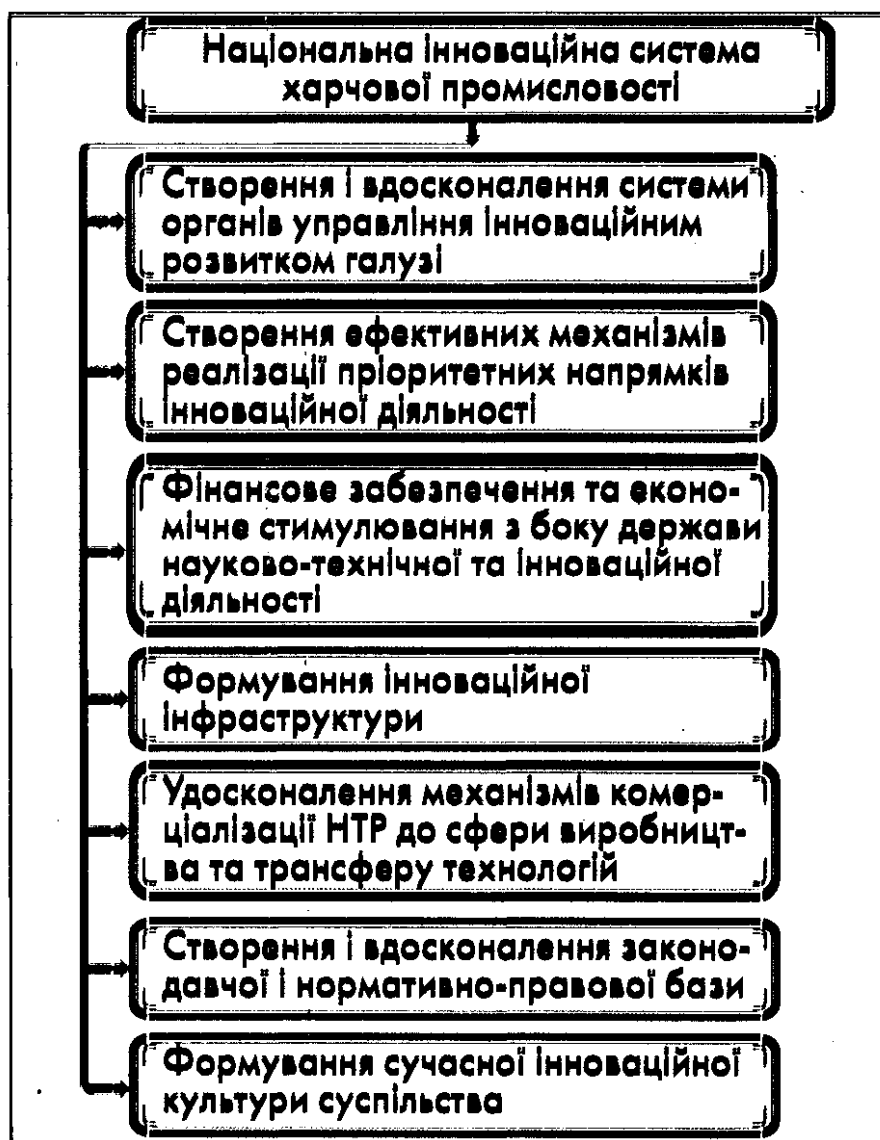 Національна інноваційна система
харчової промисловості
Створення і вдосконалення системи
органів управління інноваційним
розвитком галузі
Створення ефективних механізмів
реалізації пріоритетних напрямків
інноваційної діяльності
Фінансове забезпечення та еконо-
мічне стимулювання з боку держави
науково-технічної та інноваційної
діяльності
Формування інноваційної
інфраструктури
Удосконалення механізмів комер-
ціалізації НТР до сфери виробницт-
ва та трансферу технологій
Створення і вдосконалення законо-
давчої і нормативно-правової бази
Формування сучасної інноваційної
культури суспільства